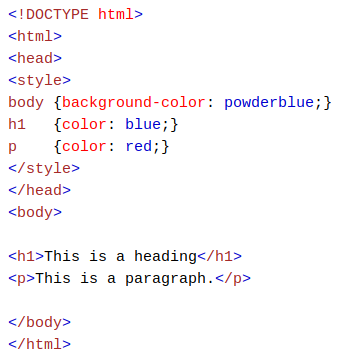 <!DOCTYPE html>
<html>
<head>
<style>
body {background-color: powderblue;}
h1   {color: blue;}
p    {color: red;}
</style>
</head>
<body>

<h1>This is a heading</h1>
<p>This is a paragraph.</p>

</body>
</html>